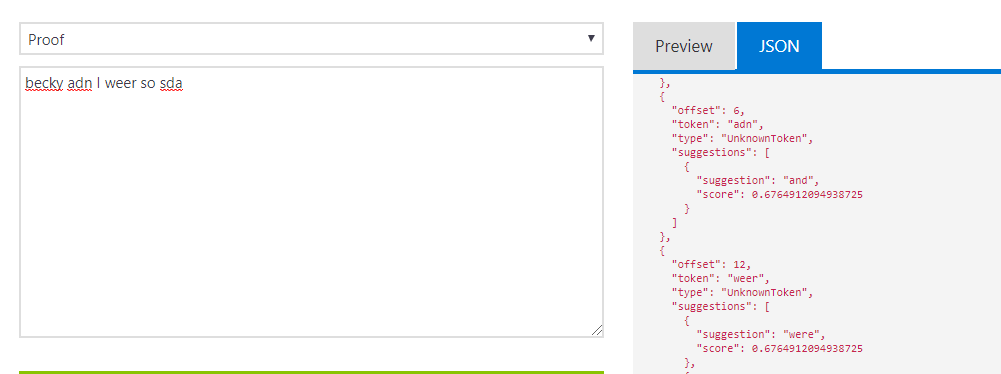 Proof
becky adn I weer so sda
Preview
JSON
},
{
"offset": 6,
"token": "adn",
"type": "UnknownToken",
"suggestions": [
{
"suggestion": "and",
"score": 0.6764912094938725
}
]
},
{
"offset": 12,
"token": "weer",
"type": "UnknownToken",
"suggestions": [
{
"suggestion": "were",
"score": 0.6764912094938725
},